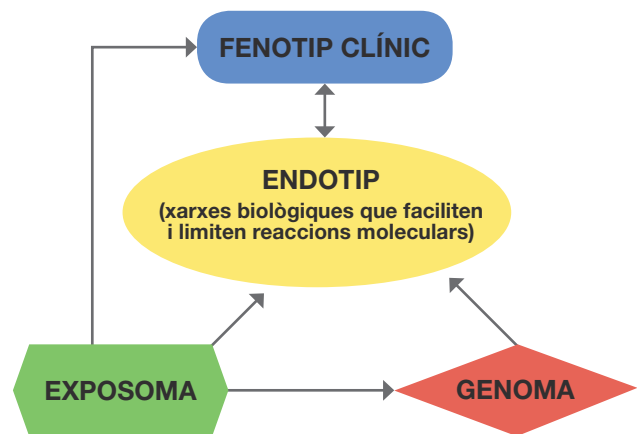 FENOTIP CLÍNIC
ENDOTIP
(xarxes biològiques que faciliten
i limiten reaccions moleculars)
EXPOSOMA
GENOMA